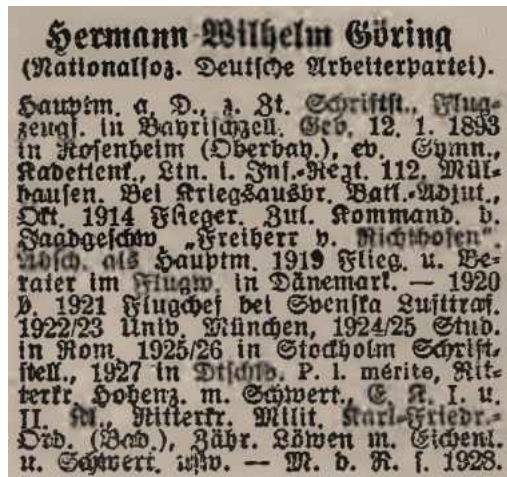 Hermann Wilhelm Göring
(Nationalsoz. Deutsche Arbeiterpartei).
Hauptm. a. D., z. Zt. Schriftst., Flug-
zeugf. in Bayrischzell. Geb. 12. 1. 1893
in Rosenheim (Oberbay.), ev. Gymn.,
Kadettenk., Ltn. i. Inf.-Regt. 112, Mül-
hausen. Bei Kriegsausbr. Batl.-Adjut.,
Okt. 1914 Flieger. Zul. Kommand. d.
Jagdgeschw. „Freiherr v. Richthofen“.
Absch. als Hauptm. 1919 Flieg. u. Be-
rater im Flugw. in Dänemark. — 1920
b. 1921 Flugchef bei Svenska Lufttraf.
1922/23 Univ. München, 1924/25 Stud.
in Rom, 1925/26 in Stockholm Schrift-
stell., 1927 in Dtschld. P. l. mérite, Rit-
terkr. Hohenz. m. Schwert., E. K. I. u.
II. Kl., Ritterkr. Milit. Karl-Friedr.-
Ord. (Bad.), Zähr. Löwen m. Eichenl.
u. Schwert. usw. — M. d. R. s. 1928.